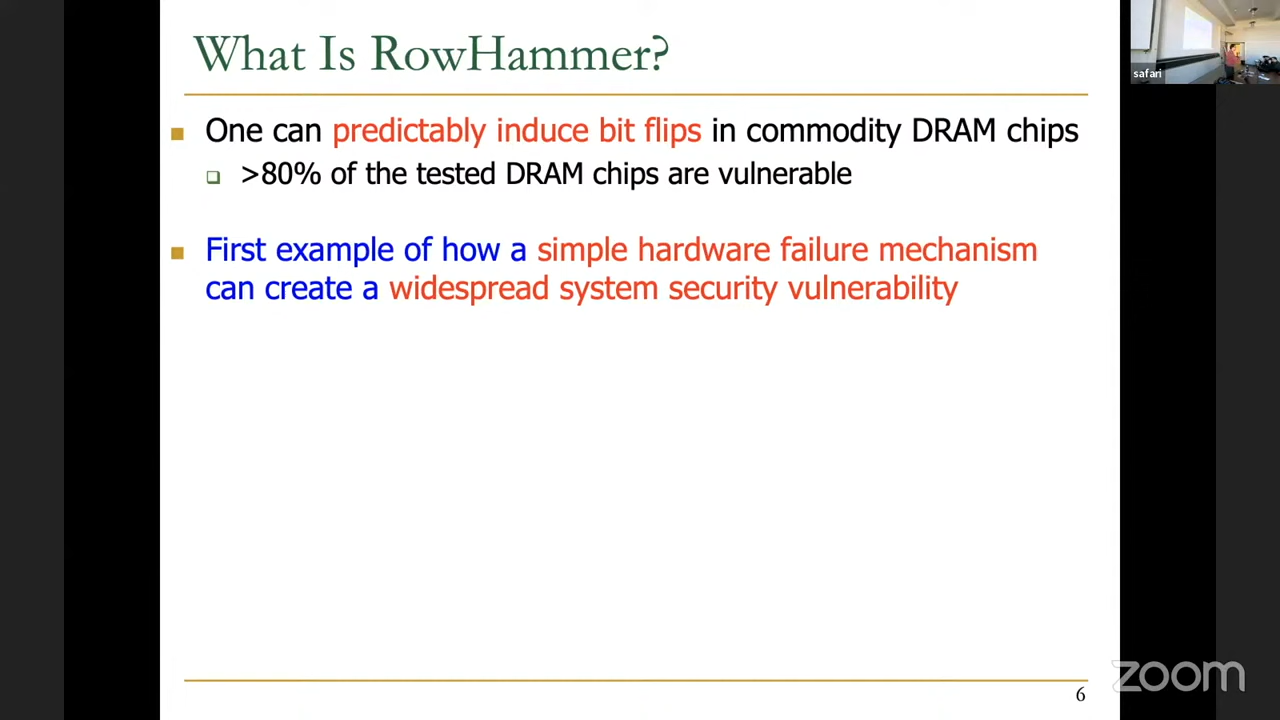 What Is RowHammer?
safari
One can predictably induce bit flips in commodity DRAM chips
>80% of the tested DRAM chips are vulnerable
First example of how a simple hardware failure mechanism
can create a widespread system security vulnerability
6
zoom